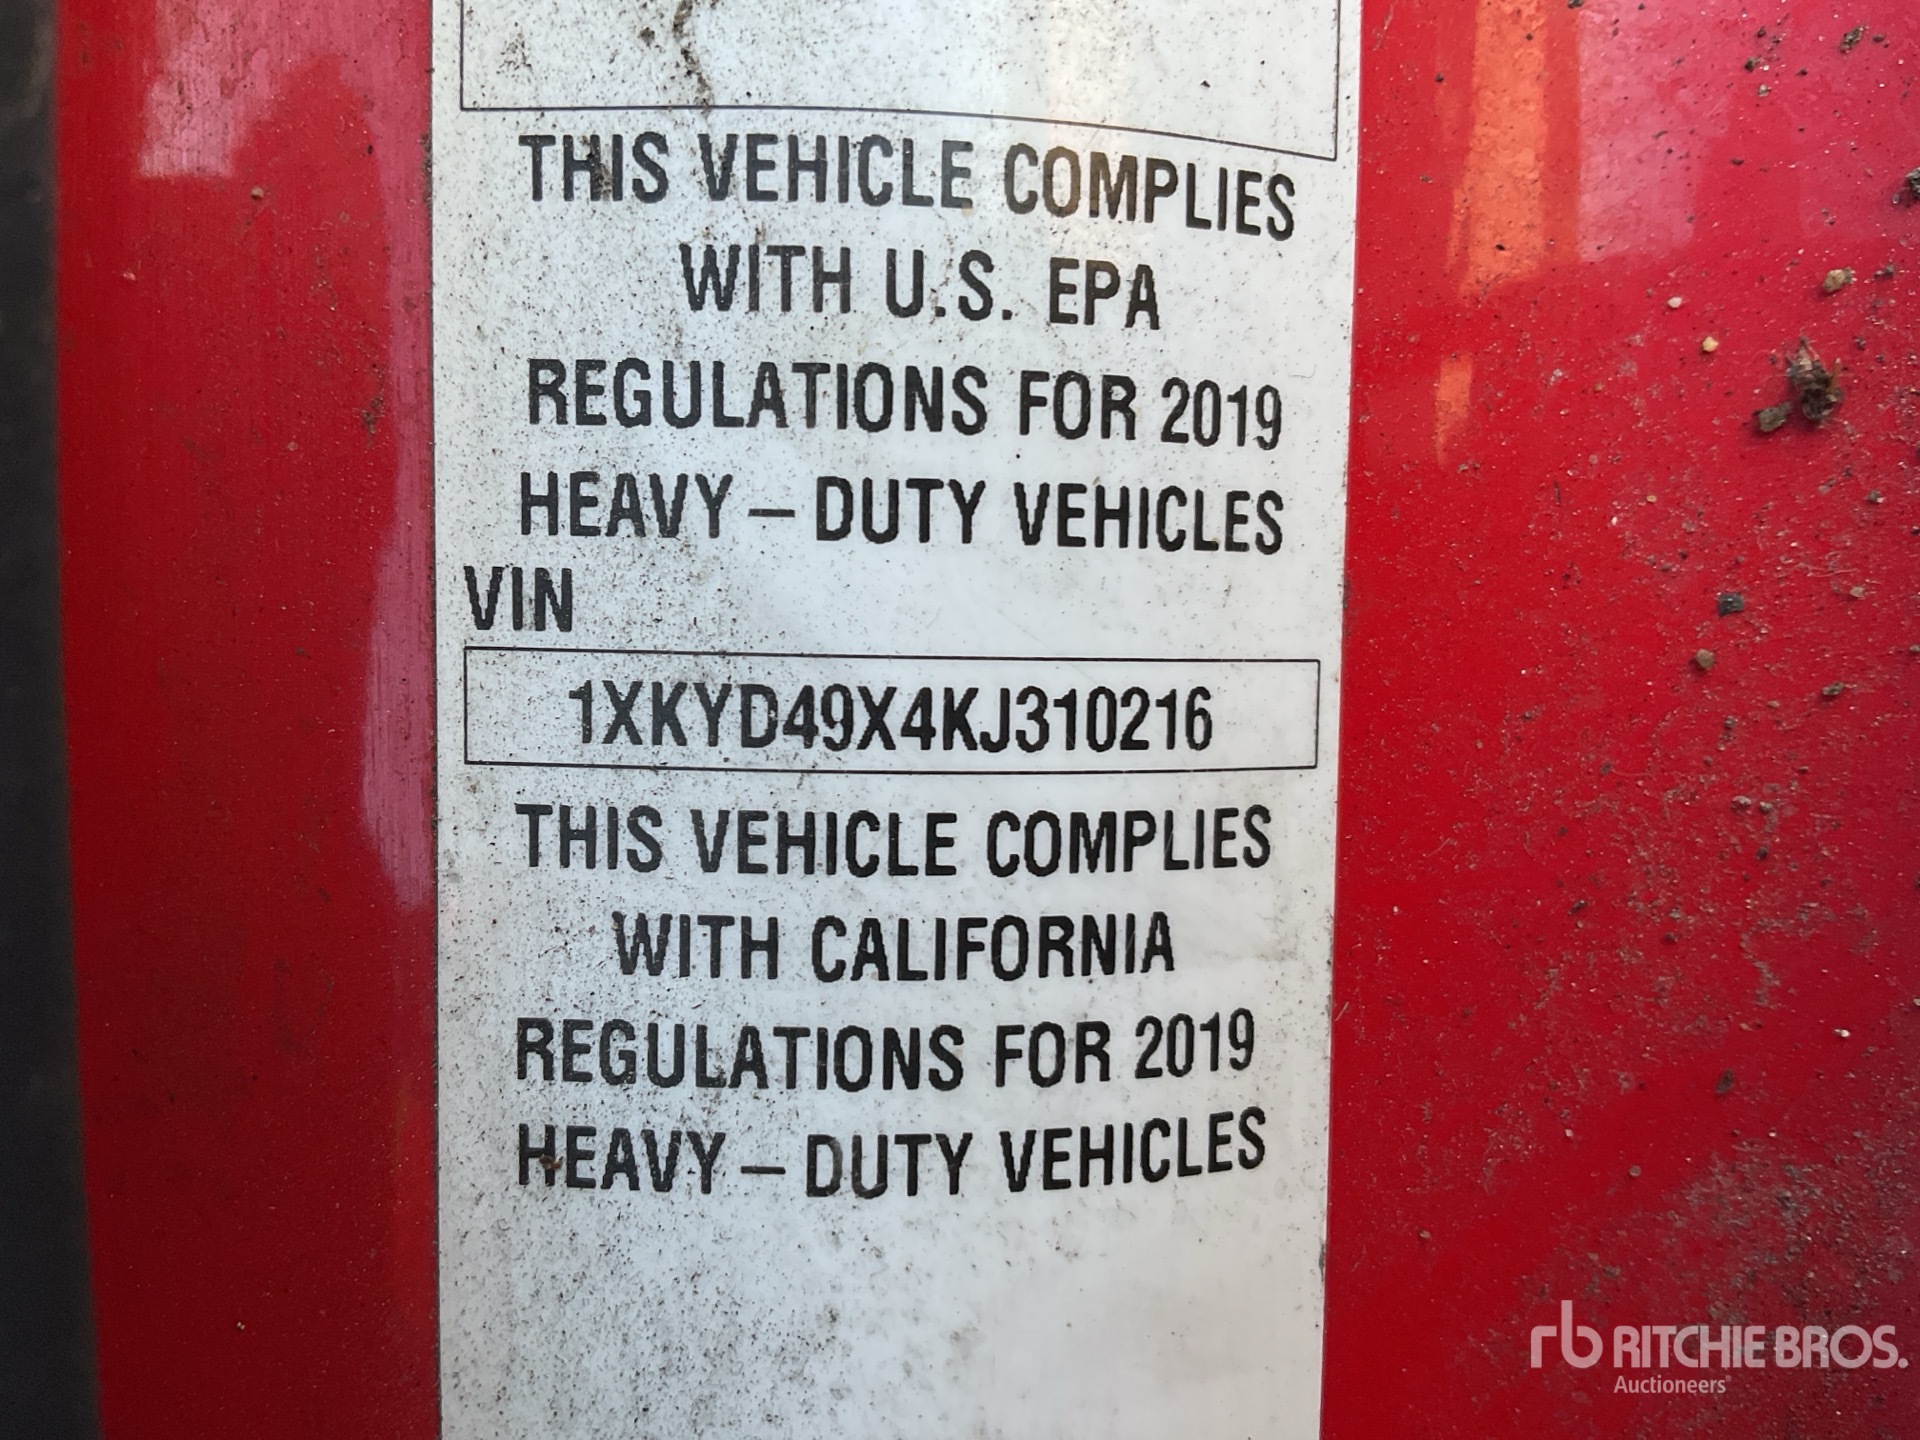 THIS VEHICLE COMPLIES
WITH U.S. EPA
REGULATIONS FOR 2019
HEAVY – DUTY VEHICLES
VIN
1XKYD49X4KJ310216
THIS VEHICLE COMPLIES
WITH CALIFORNIA
REGULATIONS FOR 2019
HEAVY – DUTY VEHICLES
rb RITCHIE BROS.
Auctioneers